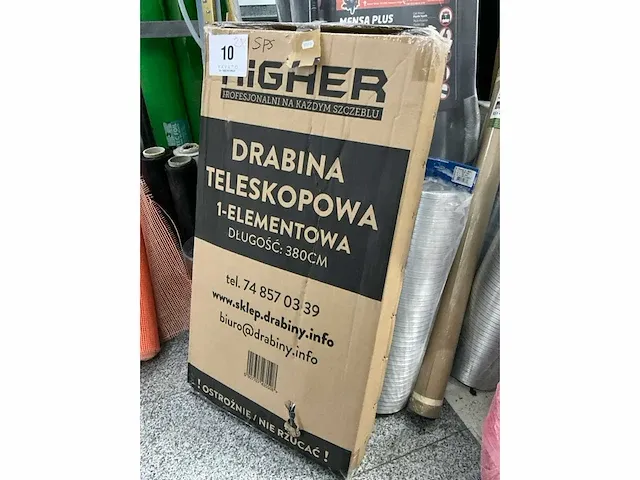 MENSA PLUS
10
SPS
HIGHER
PROFESJONALNI NA KAŻDYM SZCZEBLU
DRABINA
TELESKOPOWA
1-ELEMENTOWA
DŁUGOŚĆ: 380CM
tel. 74 857 03 39
www.sklep.drabiny.info
biuro@drabiny.info
! OSTROŻNIE / NIE RZUCAĆ !